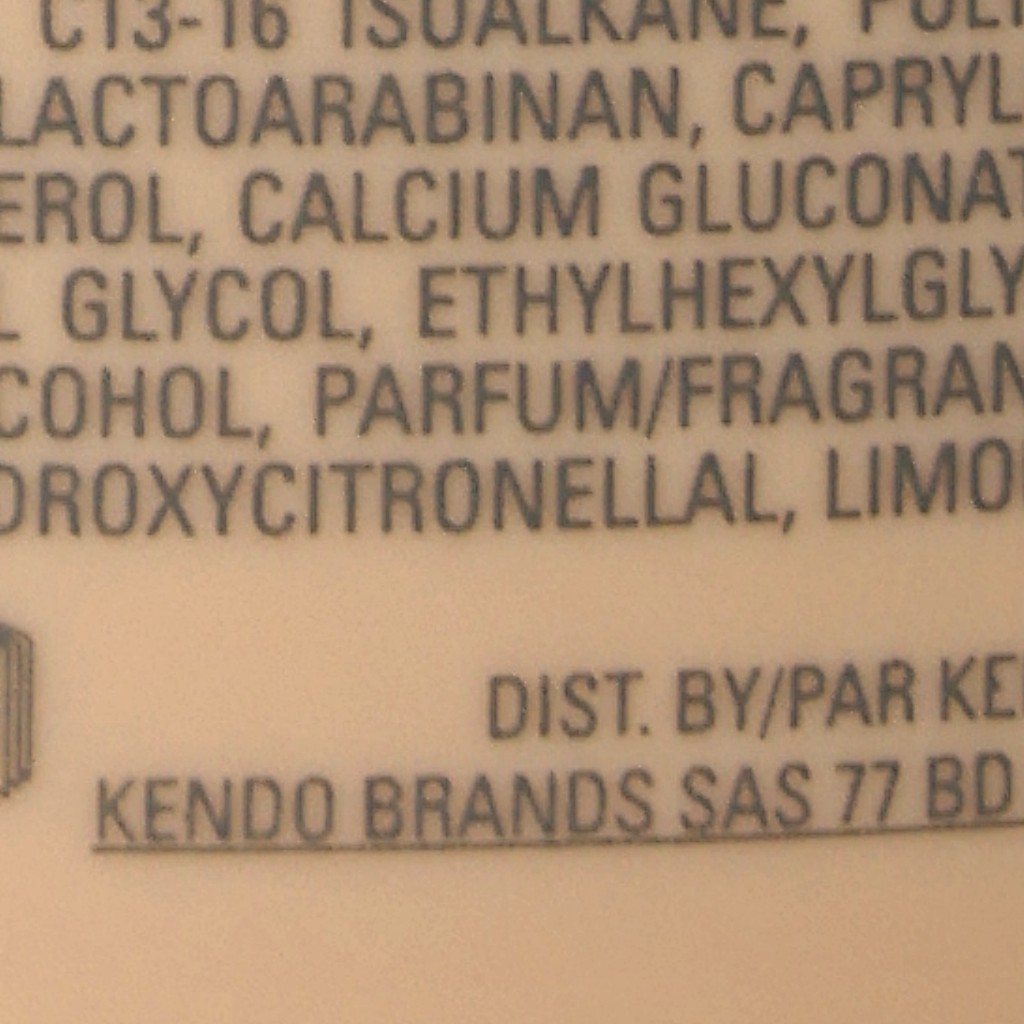 C13-16 ISOALKANE, POLY
LACTOARABINAN, CAPRYL
EROL, CALCIUM GLUCONAT
L GLYCOL, ETHYLHEXYLGLY
COHOL, PARFUM/FRAGRAN
DROXYCITRONELLAL, LIMO
DIST. BY/PAR KE
KENDO BRANDS SAS 77 BD